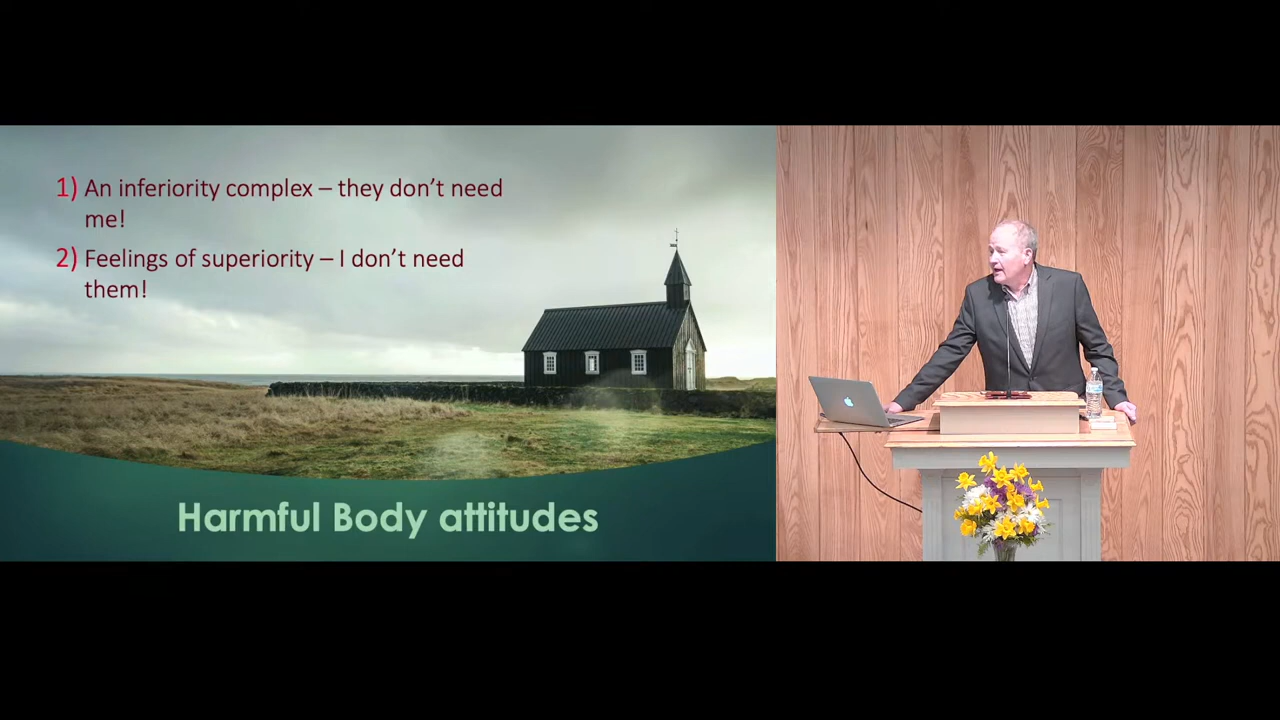 1) An inferiority complex – they don't need
me!
2) Feelings of superiority – I don't need
them!
Harmful Body attitudes